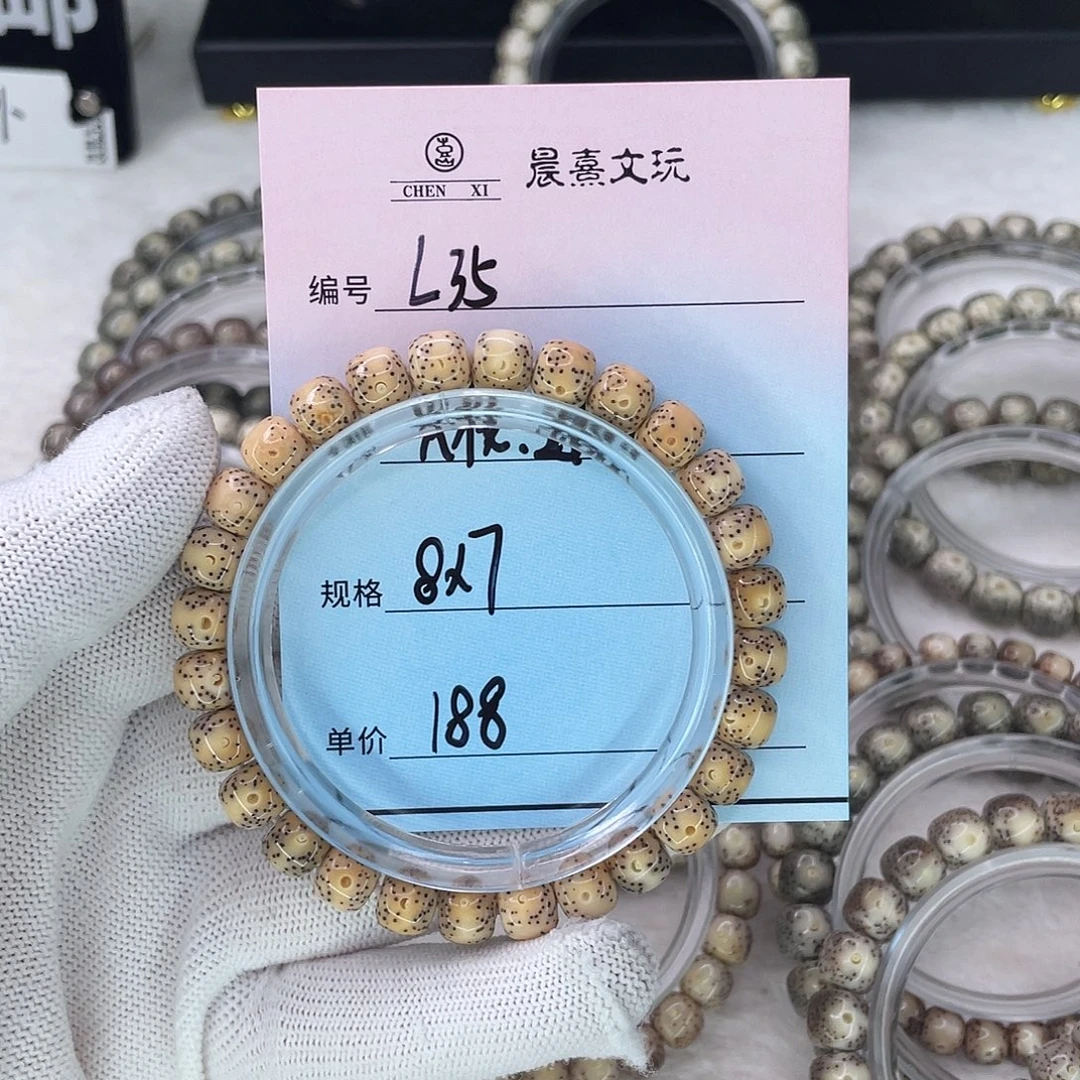 晨熹文玩
CHEN XI
编号 L35
规格 8x7
单价 188